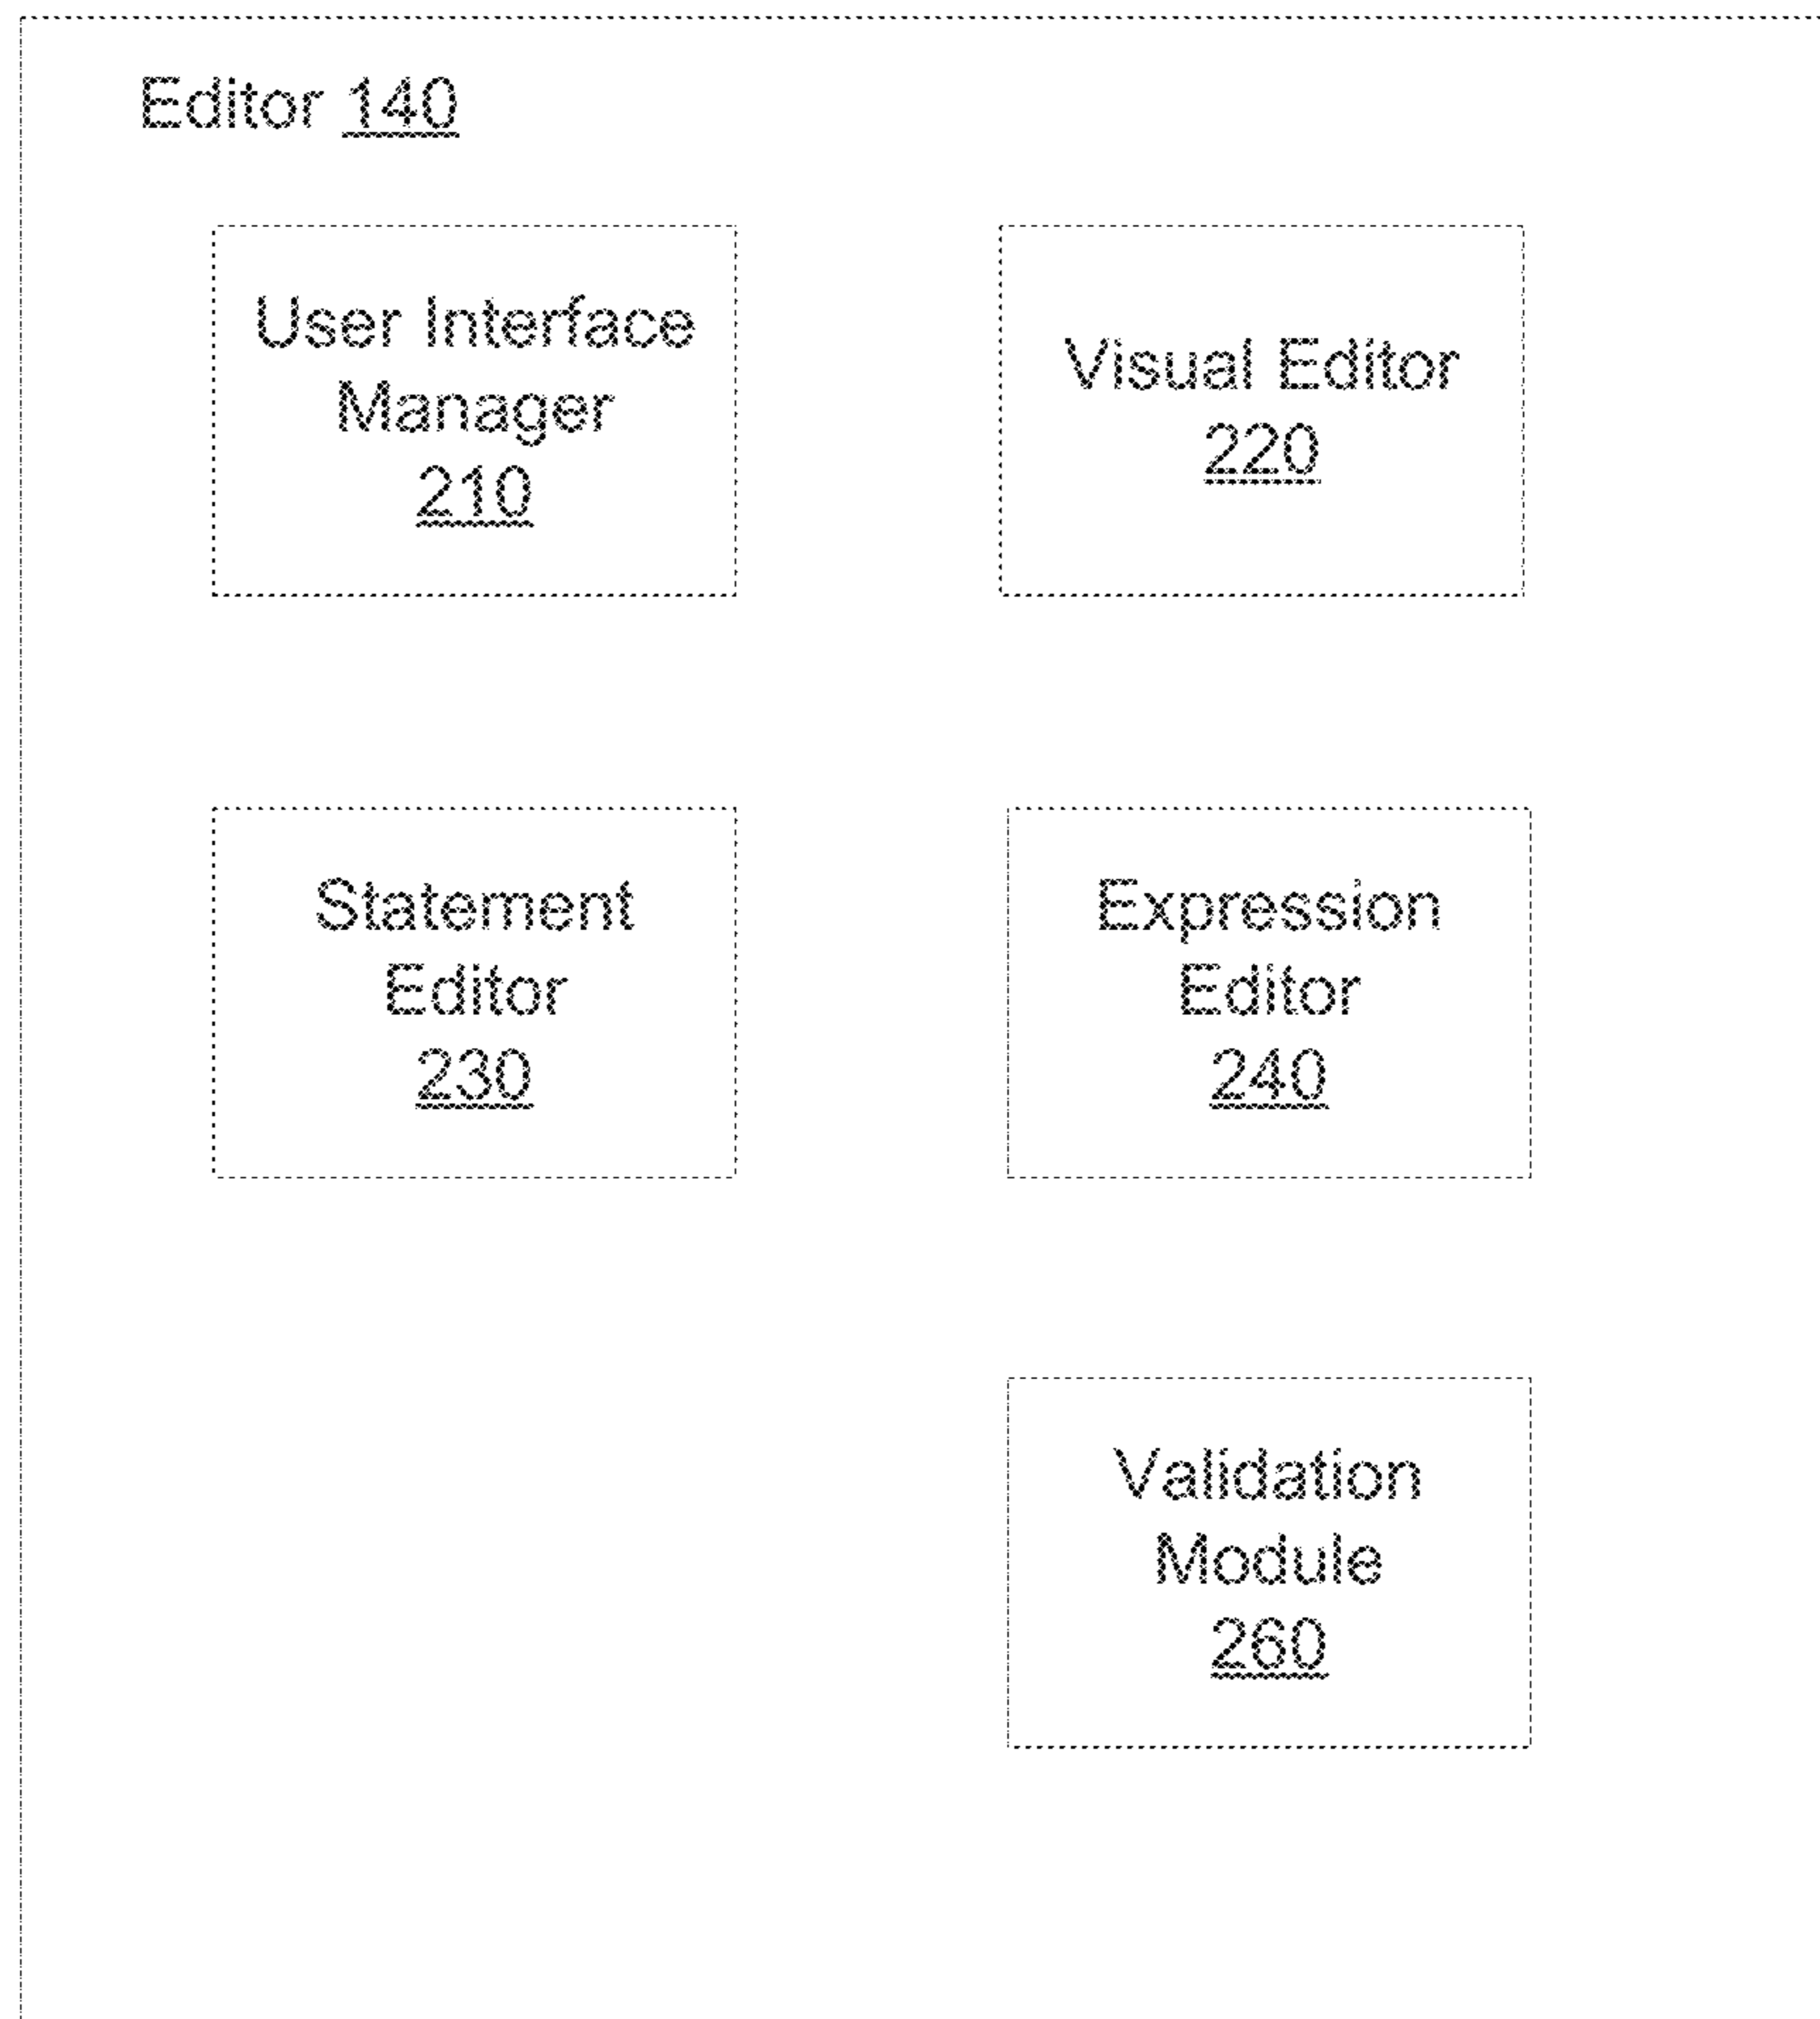 Editor 140
User Interface
Manager
210
Visual Editor
220
Statement
Editor
230
Expression
Editor
240
Validation
Module
260